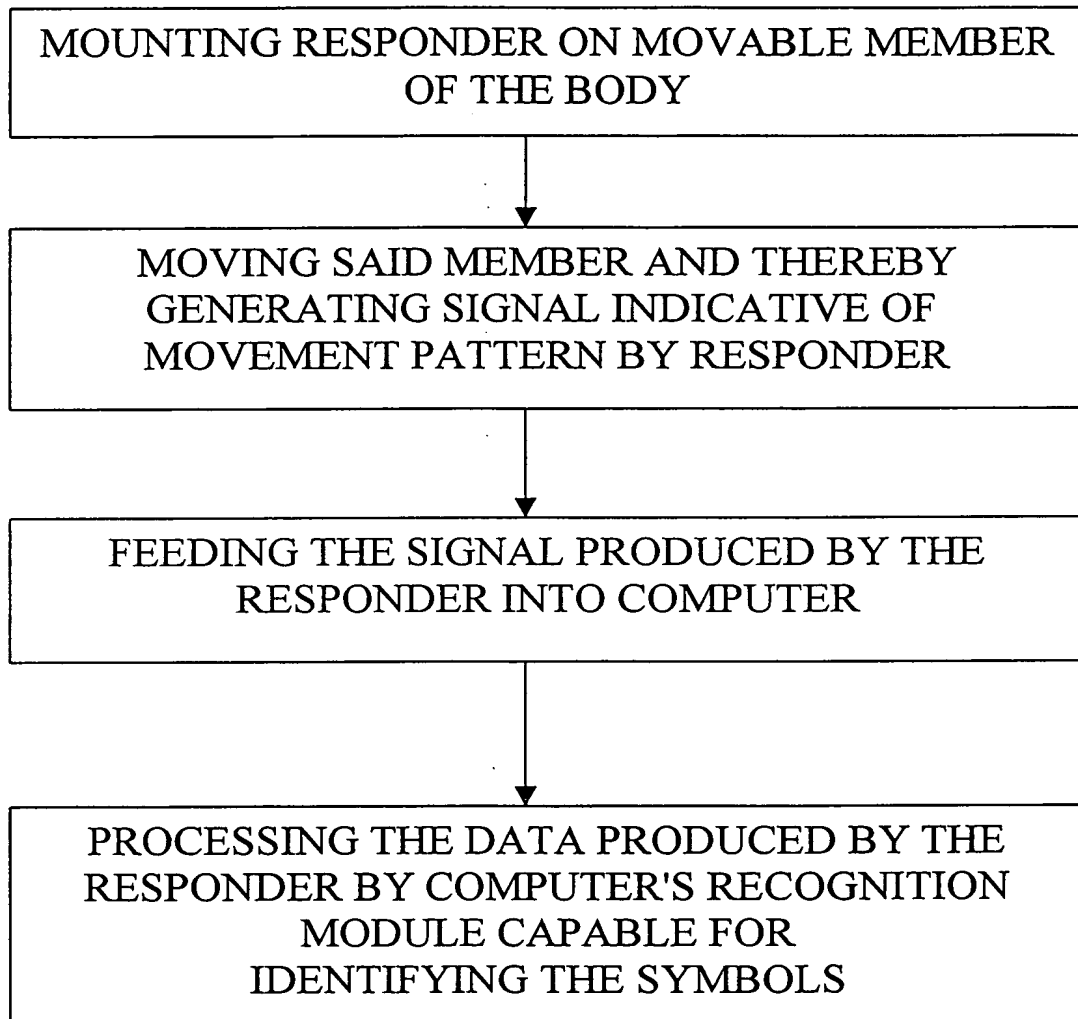 MOUNTING RESPONDER ON MOVABLE MEMBER
OF THE BODY
MOVING SAID MEMBER AND THEREBY
GENERATING SIGNAL INDICATIVE OF
MOVEMENT PATTERN BY RESPONDER
FEEDING THE SIGNAL PRODUCED BY THE
RESPONDER INTO COMPUTER
PROCESSING THE DATA PRODUCED BY THE
RESPONDER BY COMPUTER'S RECOGNITION
MODULE CAPABLE FOR
IDENTIFYING THE SYMBOLS